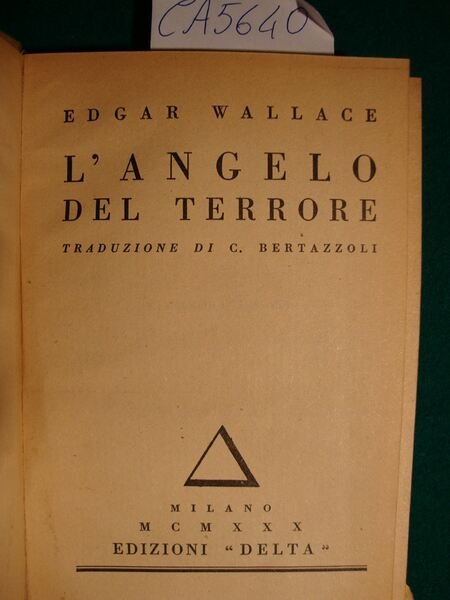 CA5640
EDGAR WALLACE
L'ANGELO
DEL TERRORE
TRADUZIONE DI C. BERTAZZOLI
MILANO
MCMXXX
EDIZIONI “DELTA”